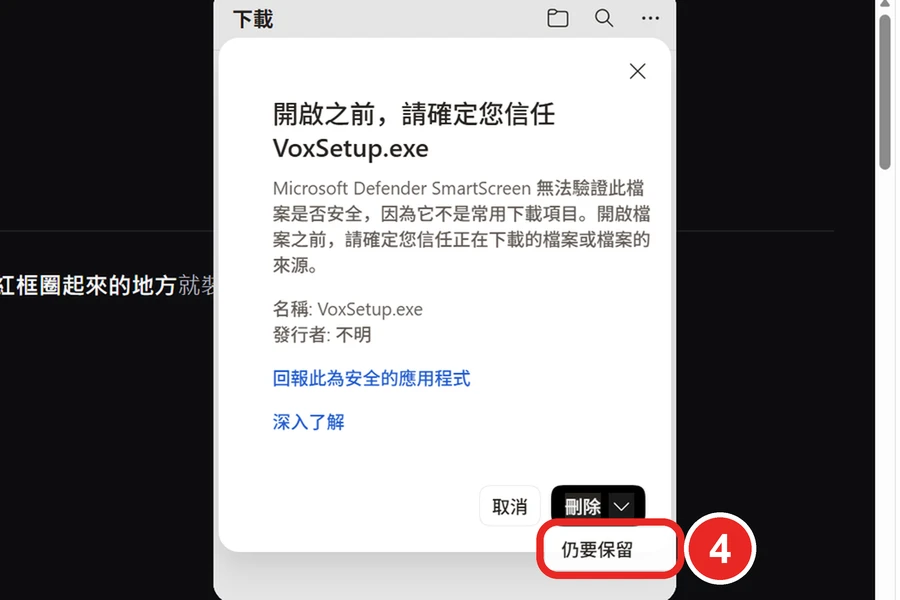 下載
開啟之前，請確定您信任
VoxSetup.exe
Microsoft Defender SmartScreen 無法驗證此檔
案是否安全，因為它不是常用下載項目。開啟檔
案之前，請確定您信任正在下載的檔案或檔案的
來源。
紅框圈起來的地方就裝
名稱: VoxSetup.exe
發行者: 不明
回報此為安全的應用程式
深入了解
取消
刪除
仍要保留
4